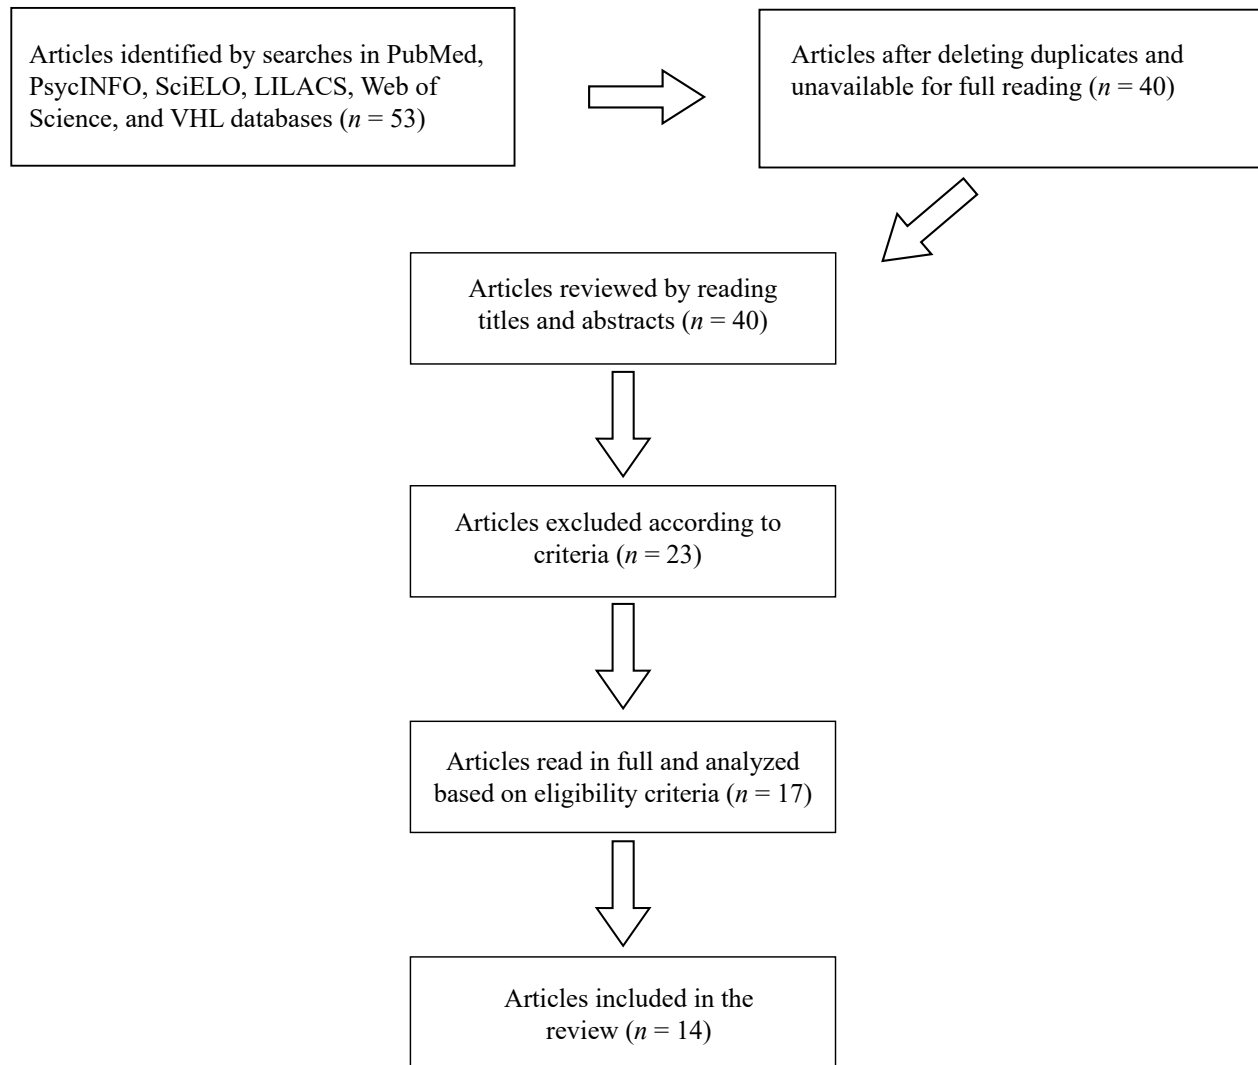 Articles identified by searches in PubMed,
PsycINFO, SciELO, LILACS, Web of
Science, and VHL databases (n = 53)
Articles after deleting duplicates and
unavailable for full reading (n = 40)
Articles reviewed by reading
titles and abstracts (n = 40)
Articles excluded according to
criteria (n = 23)
Articles read in full and analyzed
based on eligibility criteria (n = 17)
Articles included in the
review (n = 14)